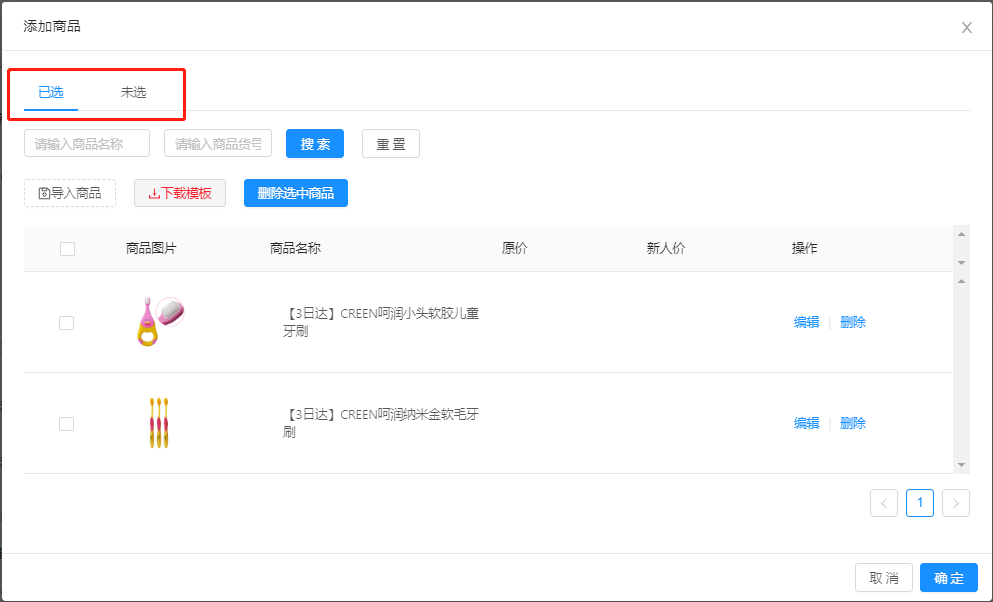 添加商品
X
已选 未选
请输入商品名称 请输入商品货号 搜 索 重 置
导入商品 下载模板 删除选中商品
商品图片 商品名称 原价 新人价 操作
【3日达】CREEN呵润小头软胶儿童
牙刷
编辑 | 删除
【3日达】CREEN呵润纳米金软毛牙
刷
编辑 | 删除
< 1 >
取 消 确 定